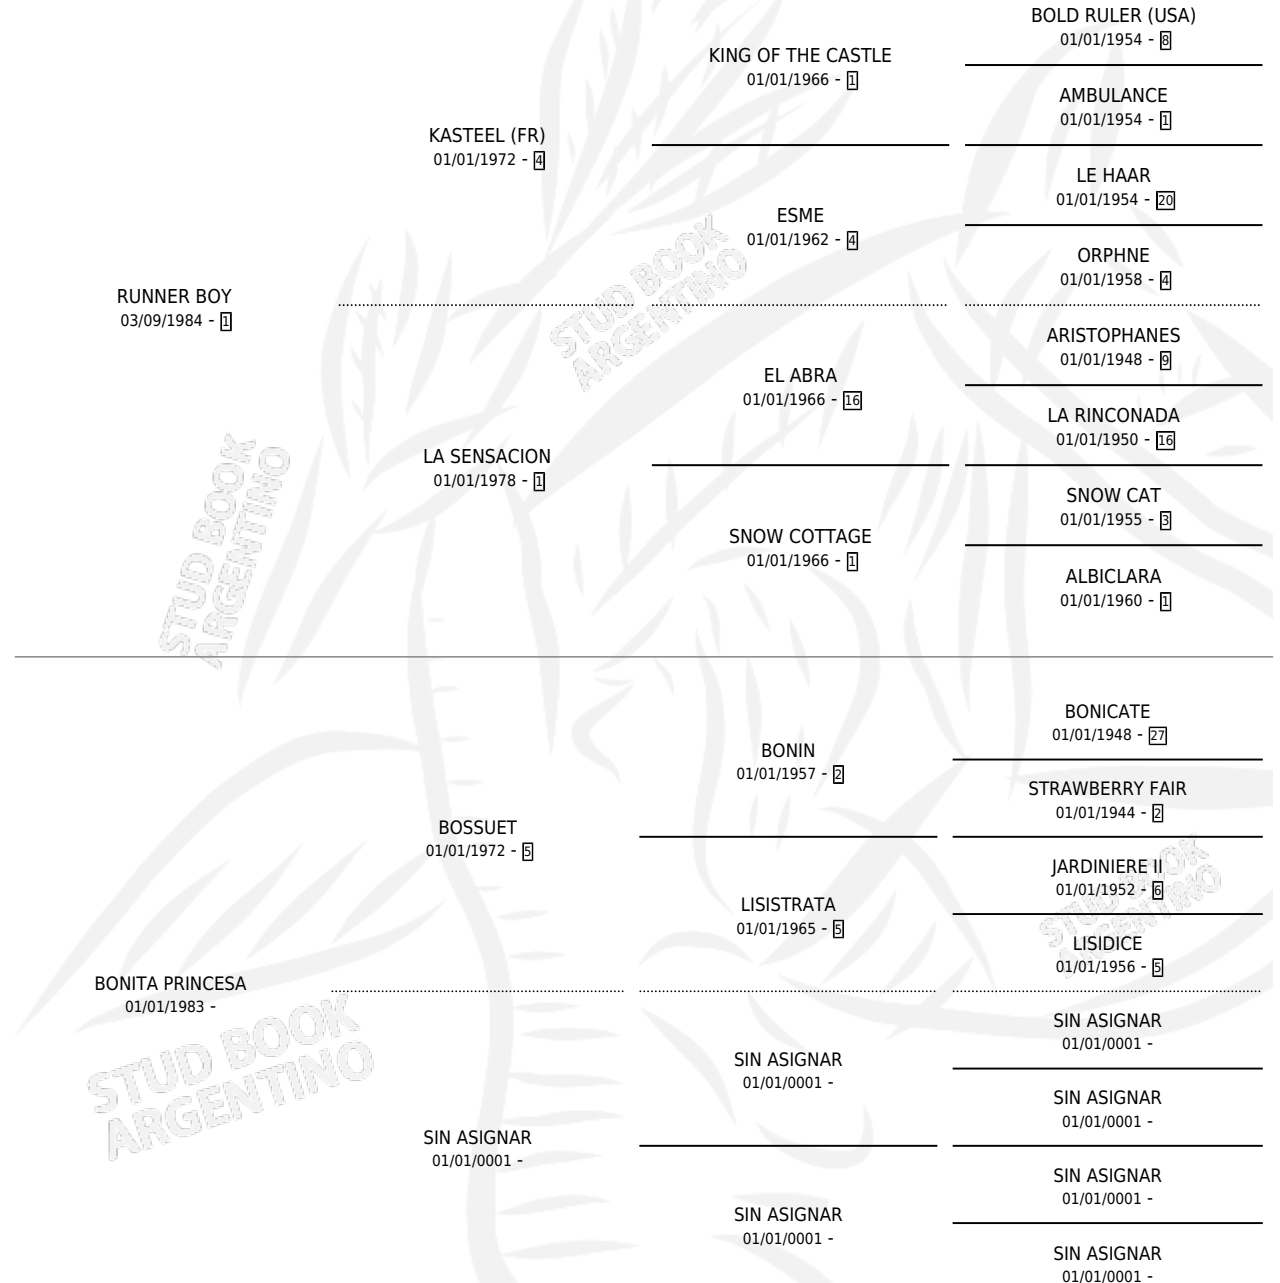 BOLD RULER (USA)
01/01/1954 - 8
KING OF THE CASTLE
01/01/1966 - 1
AMBULANCE
01/01/1954 - 1
KASTEEL (FR)
01/01/1972 - 4
LE HAAR
01/01/1954 - 20
ESME
01/01/1962 - 4
ORPHNE
01/01/1958 - 4
RUNNER BOY
03/09/1984 - 1
ARISTOPHANES
01/01/1948 - 9
EL ABRA
01/01/1966 - 16
LA RINCONADA
01/01/1950 - 16
LA SENSACION
01/01/1978 - 1
SNOW CAT
01/01/1955 - 3
SNOW COTTAGE
01/01/1966 - 1
ALBICLARA
01/01/1960 - 1
BONICATE
01/01/1948 - 27
BONIN
01/01/1957 - 2
STRAWBERRY FAIR
01/01/1944 - 2
BOSSUET
01/01/1972 - 5
JARDINIERE II
01/01/1952 - 6
LISISTRATA
01/01/1965 - 5
LISIDICE
01/01/1956 - 5
BONITA PRINCESA
01/01/1983 -
SIN ASIGNAR
01/01/0001 -
SIN ASIGNAR
01/01/0001 -
SIN ASIGNAR
01/01/0001 -
SIN ASIGNAR
01/01/0001 -
SIN ASIGNAR
01/01/0001 -
SIN ASIGNAR
01/01/0001 -
SIN ASIGNAR
01/01/0001 -
STUD BOOK
ARGENTINO
STUD BOOK
ARGENTINO
STUD BOOK
ARGENTINO
STUD BOOK
ARGENTINO